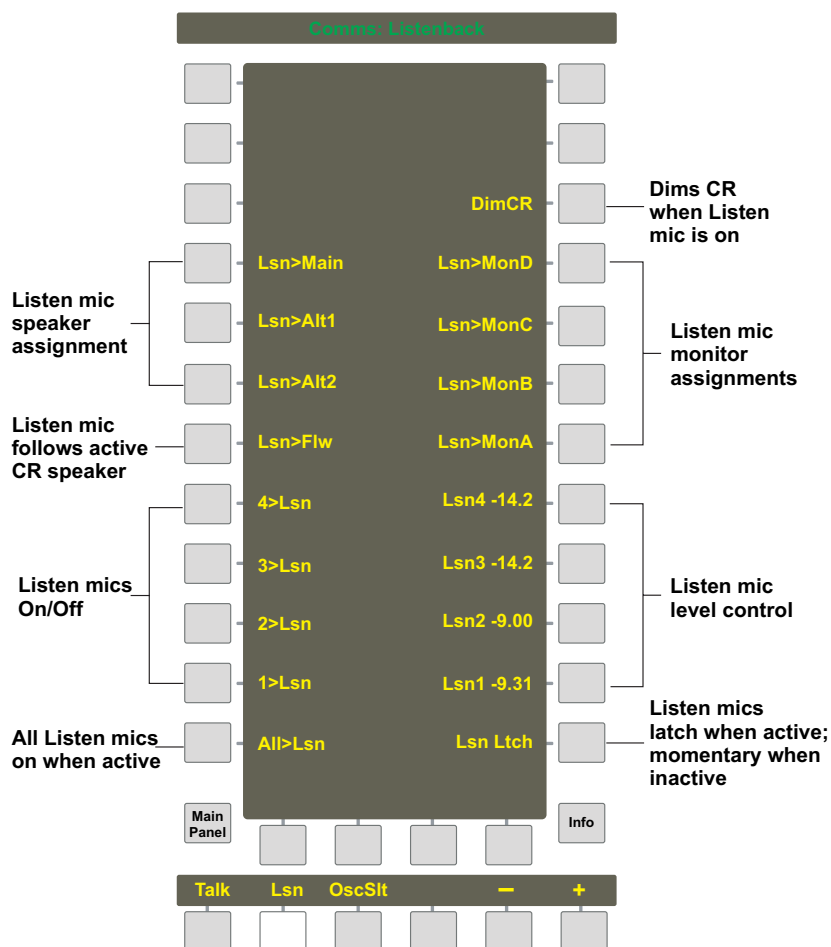 Comms: Listenback
DimCR
Dims CR
when Listen
mic is on
Lsn>Main
Lsn>MonD
Listen mic
speaker
assignment
Lsn>Alt1
Lsn>MonC
Listen mic
monitor
assignments
Lsn>Alt2
Lsn>MonB
Listen mic
follows active
CR speaker
Lsn>Flw
Lsn>MonA
4>Lsn
Lsn4 -14.2
3>Lsn
Lsn3 -14.2
Listen mics
On/Off
Listen mic
level control
2>Lsn
Lsn2 -9.00
1>Lsn
Lsn1 -9.31
All Listen mics
on when active
All>Lsn
Lsn Ltch
Listen mics
latch when active;
momentary when
inactive
Main
Panel
Info
Talk Lsn OscSlt − +